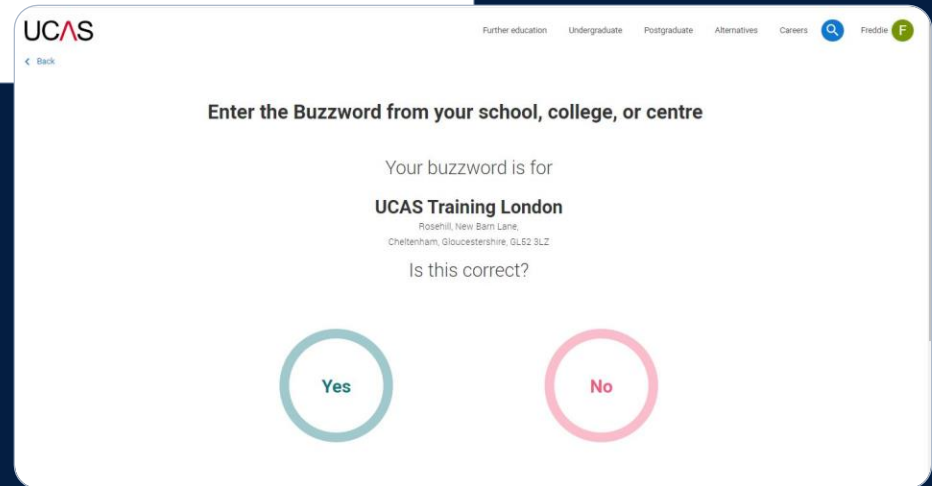 UCAS
Further education Undergraduate Postgraduate Alternatives Careers Freddie F
Back
Enter the Buzzword from your school, college, or centre
Your buzzword is for
UCAS Training London
Rosehill, New Barn Lane,
Cheltenham, Gloucestershire, GL52 3LZ
Is this correct?
Yes No